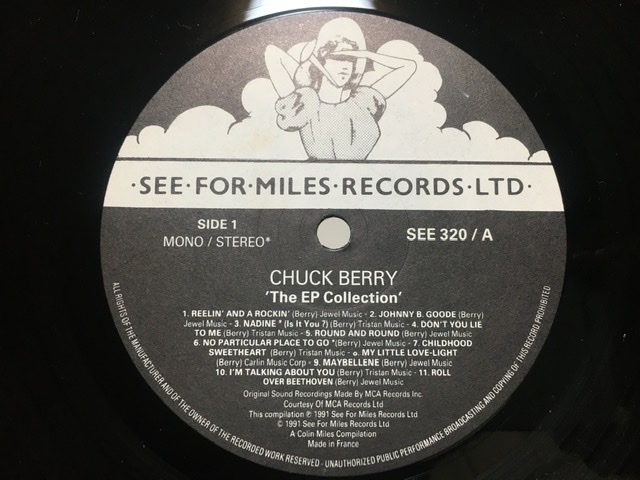 ·SEE·FOR·MILES·RECORDS·LTD·
SIDE 1
MONO / STEREO*
SEE 320 / A
CHUCK BERRY
'The EP Collection'
1. REELIN' AND A ROCKIN' (Berry) Jewel Music - 2. JOHNNY B. GOODE (Berry)
Jewel Music - 3. NADINE * (Is It You?) (Berry) Tristan Music - 4. DON'T YOU LIE
TO ME (Berry) Tristan Music - 5. ROUND AND ROUND (Berry) Jewel Music -
6. NO PARTICULAR PLACE TO GO *(Berry) Jewel Music - 7. CHILDHOOD
SWEETHEART (Berry) Tristan Music - 8. MY LITTLE LOVE-LIGHT
(Berry) Carlin Music Corp - 9. MAYBELLENE (Berry) Jewel Music -
10. I'M TALKING ABOUT YOU (Berry) Tristan Music - 11. ROLL
OVER BEETHOVEN (Berry) Jewel Music
Original Sound Recordings Made By MCA Records Inc.
Courtesy Of MCA Records Ltd
This compilation ℗ 1991 See For Miles Records Ltd
© 1991 See For Miles Records Ltd
A Colin Miles Compilation
Made in France
ALL RIGHTS OF THE MANUFACTURER AND OF THE OWNER OF THE RECORDED WORK RESERVED - UNAUTHORIZED PUBLIC PERFORMANCE BROADCASTING AND COPYING OF THIS RECORD PROHIBITED